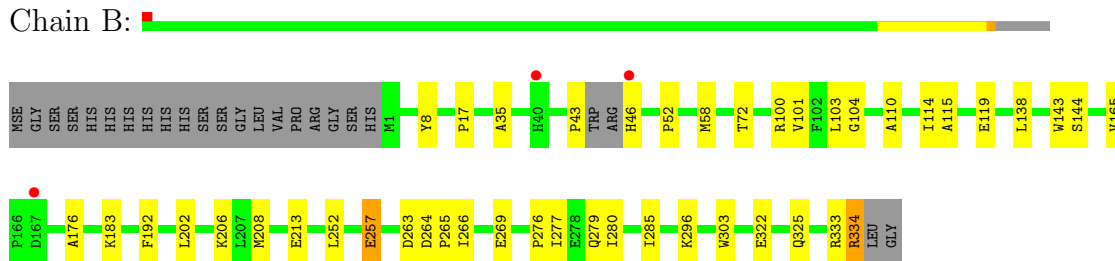 Chain B:
MSE GLY SER SER HIS HIS HIS HIS HIS HIS SER SER GLY LEU VAL PRO ARG GLY SER HIS M1 Y8 P17 A35 H40 P43 TRP ARG H46 P52 M58 T72 R100 V101 F102 L103 G104 A110 I114 A115 E119 L138 W143 S144 V165
P166 D167 A176 K183 F192 L202 K206 L207 M208 E213 L252 E257 D263 D264 P265 I266 E269 P276 I277 E278 Q279 I280 I285 K296 W303 E322 Q325 R333 R334 LEU GLY